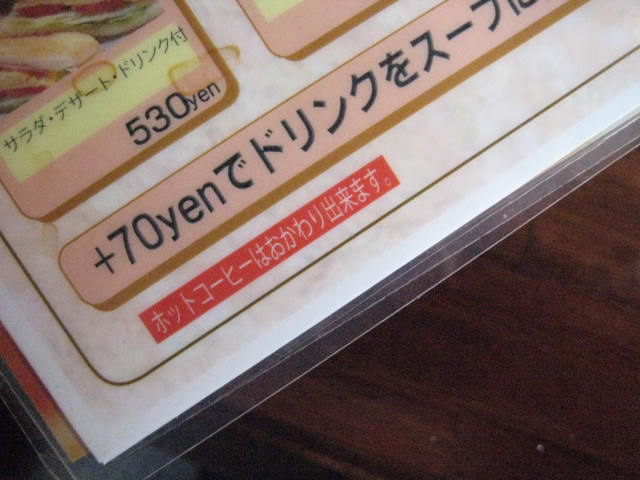 サラダ・デザート・ドリンク付
530yen
+70yenでドリンクをスープに
ホットコーヒーはおかわり出来ます。